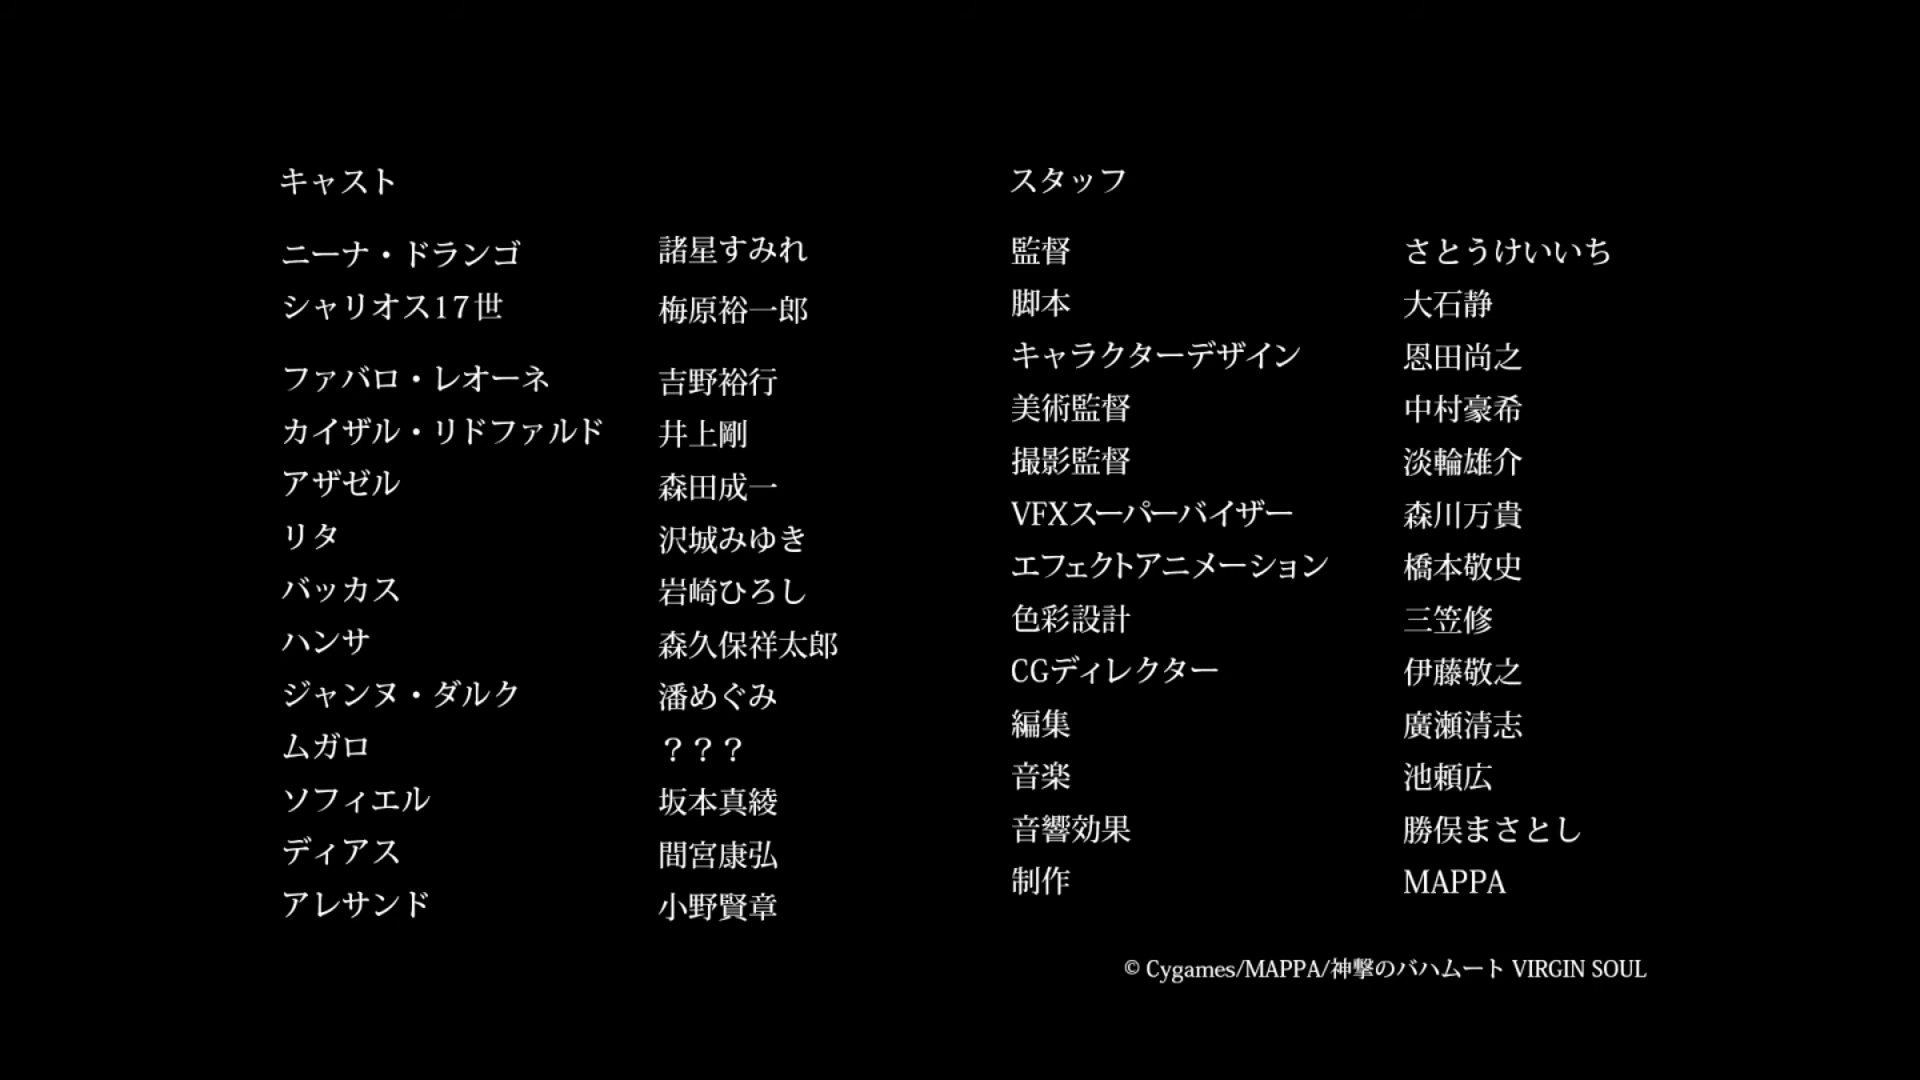 キャスト
ニーナ・ドランゴ 諸星すみれ
シャリオス17世 梅原裕一郎
ファバロ・レオーネ 吉野裕行
カイザル・リドファルド 井上剛
アザゼル 森田成一
リタ 沢城みゆき
バッカス 岩崎ひろし
ハンサ 森久保祥太郎
ジャンヌ・ダルク 潘めぐみ
ムガロ ？？？
ソフィエル 坂本真綾
ディアス 間宮康弘
アレサンド 小野賢章
スタッフ
監督 さとうけいいち
脚本 大石静
キャラクターデザイン 恩田尚之
美術監督 中村豪希
撮影監督 淡輪雄介
VFXスーパーバイザー 森川万貴
エフェクトアニメーション 橋本敬史
色彩設計 三笠修
CGディレクター 伊藤敬之
編集 廣瀬清志
音楽 池頼広
音響効果 勝俣まさとし
制作 MAPPA
© Cygames/MAPPA/神撃のバハムート VIRGIN SOUL